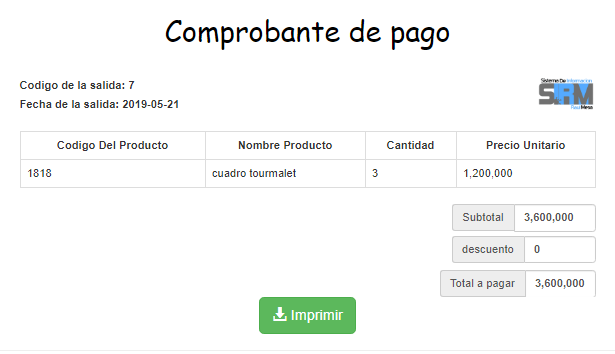 Comprobante de pago
Codigo de la salida: 7
Fecha de la salida: 2019-05-21
Sistema De Información
SIRM
Raul Mesa
Codigo Del Producto Nombre Producto Cantidad Precio Unitario
1818 cuadro tourmalet 3 1,200,000
Subtotal 3,600,000
descuento 0
Total a pagar 3,600,000
Imprimir